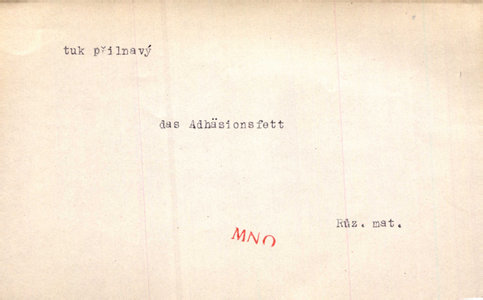 tuk přilnavý
das Adhäsionsfett
Růz. mat.
MNO